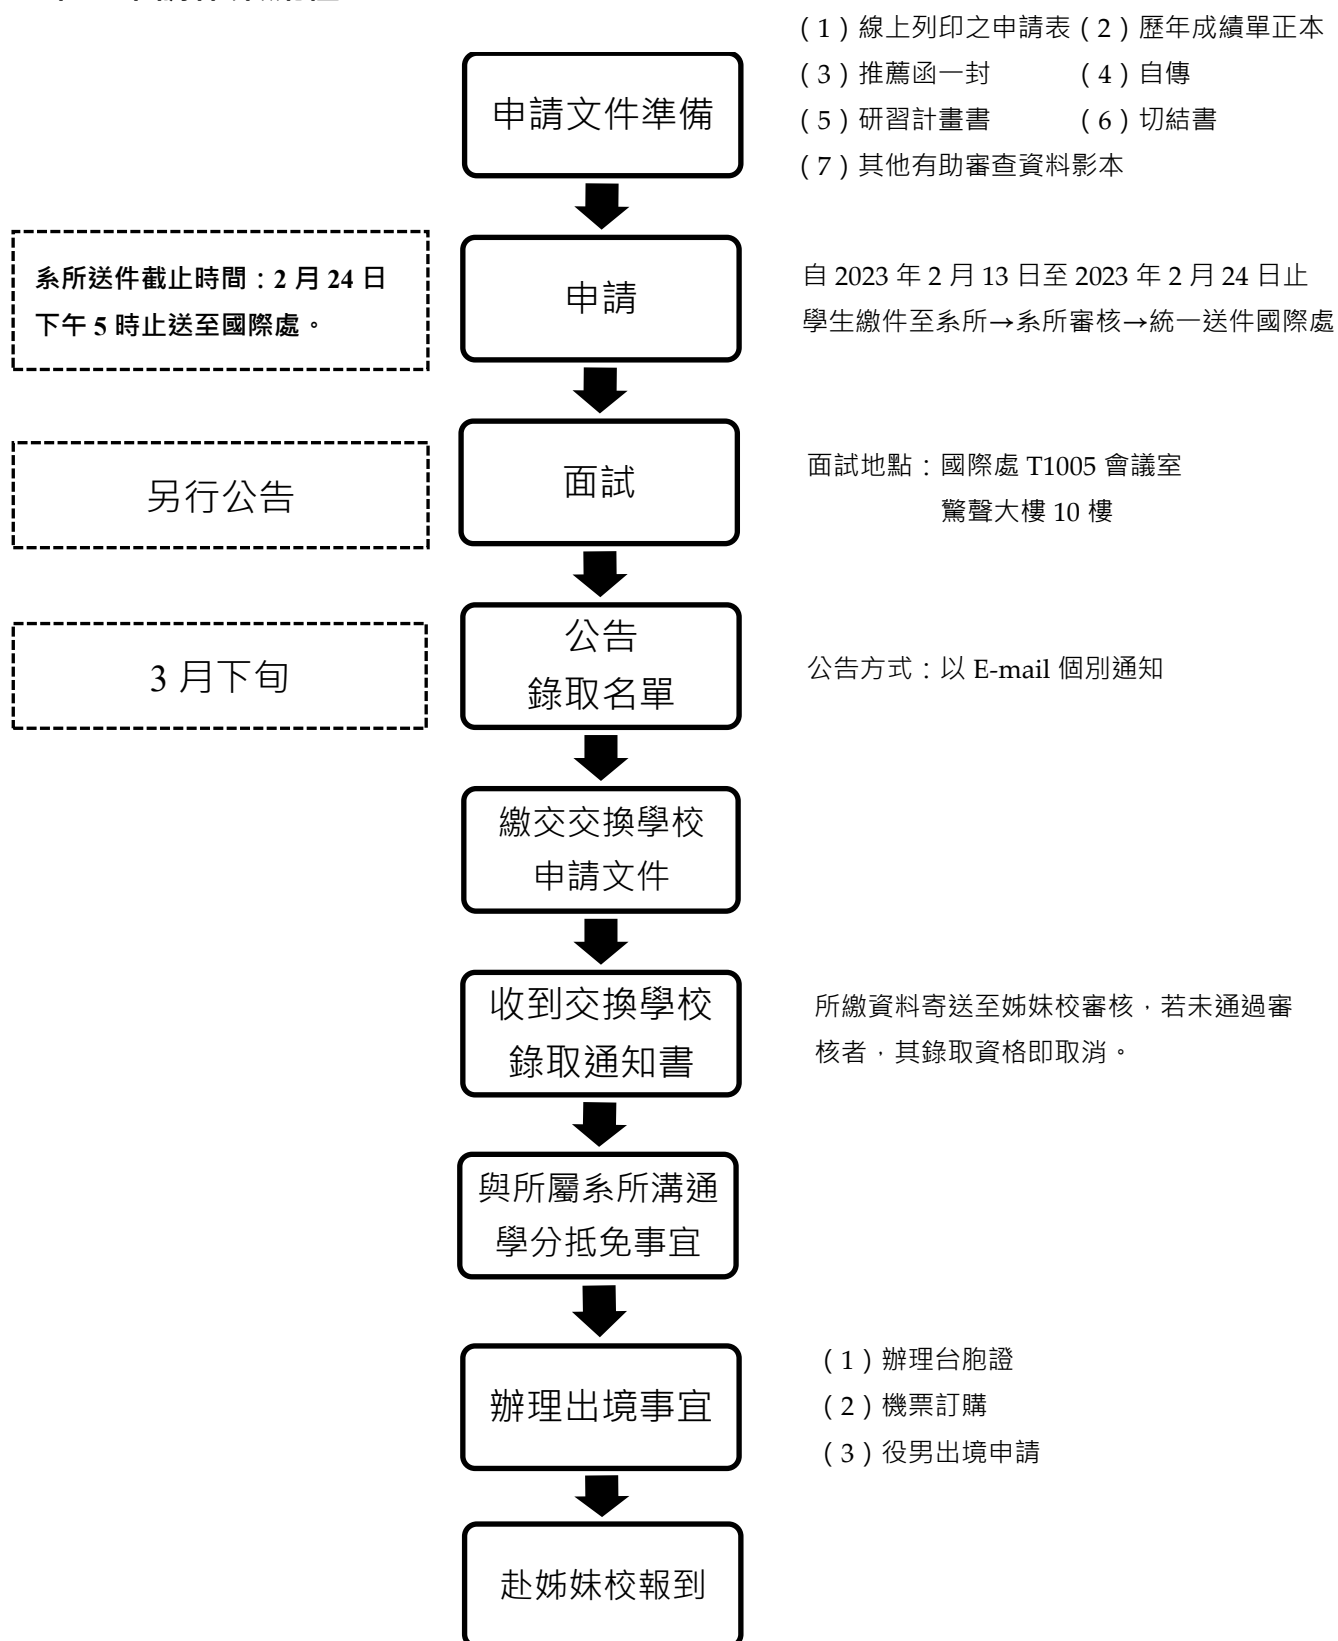 (1)線上列印之申請表(2)歷年成績單正本
(3)推薦函一封 (4)自傳
(5)研習計畫書 (6)切結書
(7)其他有助審查資料影本
申請文件準備
系所送件截止時間:2 月 24 日
下午 5 時止送至國際處。
申請
自 2023 年 2 月 13 日至 2023 年 2 月 24 日止
學生繳件至系所→系所審核→統一送件國際處
另行公告
面試
面試地點:國際處 T1005 會議室
驚聲大樓 10 樓
3 月下旬
公告
錄取名單
公告方式:以 E-mail 個別通知
繳交交換學校
申請文件
收到交換學校
錄取通知書
所繳資料寄送至姊妹校審核,若未通過審
核者,其錄取資格即取消。
與所屬系所溝通
學分抵免事宜
辦理出境事宜
(1)辦理台胞證
(2)機票訂購
(3)役男出境申請
赴姊妹校報到